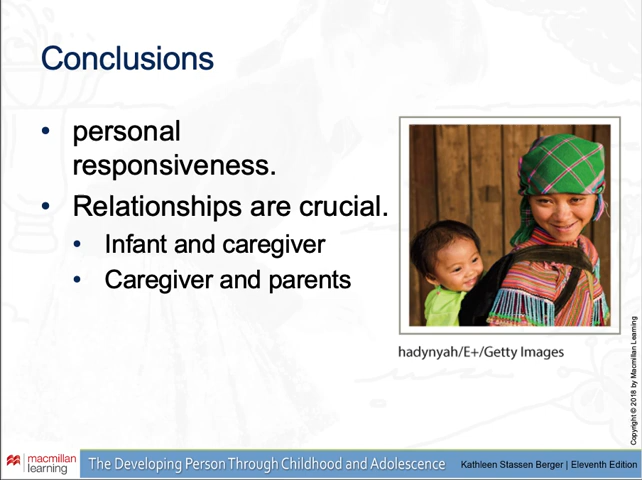 Conclusions
• personal
responsiveness.
• Relationships are crucial.
• Infant and caregiver
• Caregiver and parents
hadynyah/E+/Getty Images
Copyright © 2018 by Macmillan Learning
macmillan
learning
The Developing Person Through Childhood and Adolescence
Kathleen Stassen Berger | Eleventh Edition